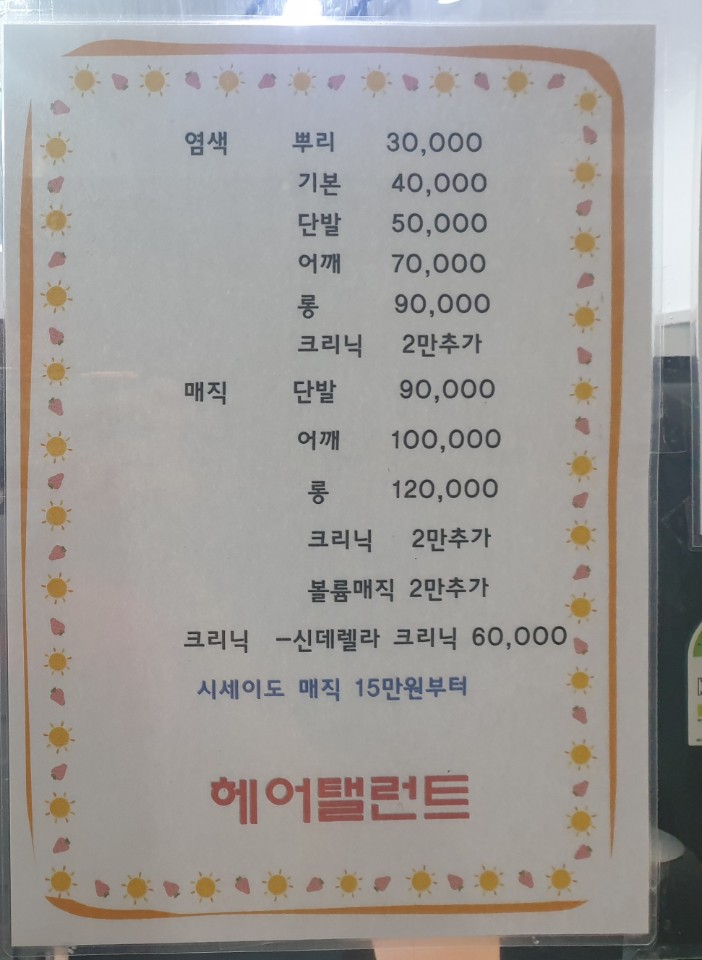 염색 뿌리 30,000
기본 40,000
단발 50,000
어깨 70,000
롱 90,000
크리닉 2만추가
매직 단발 90,000
어깨 100,000
롱 120,000
크리닉 2만추가
볼륨매직 2만추가
크리닉 -신데렐라 크리닉 60,000
시세이도 매직 15만원부터
헤어탤런트